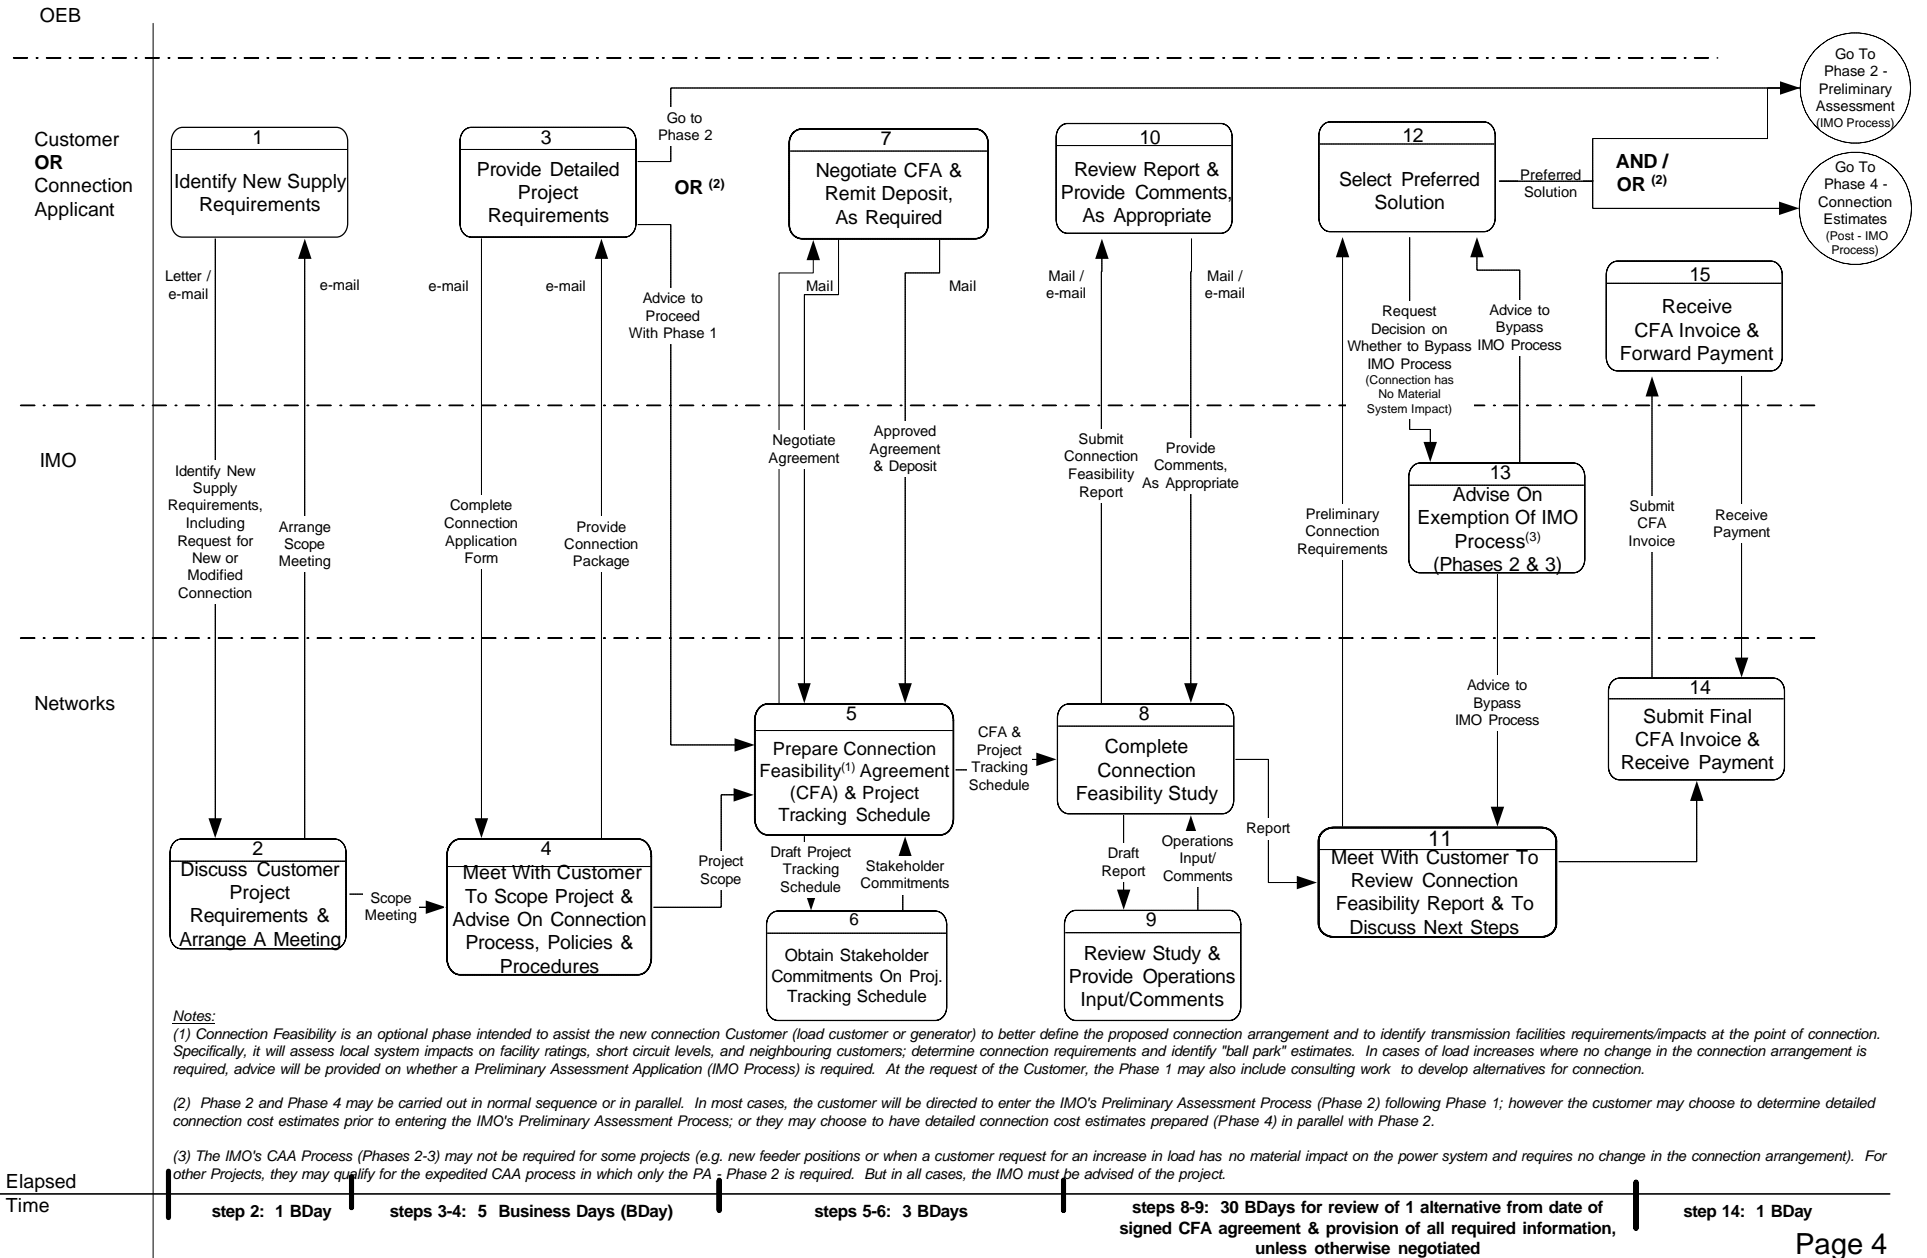 OEB
Go To
Phase 2 -
Preliminary
Assessment
(IMO Process)
Customer
OR
Connection
Applicant
1
Identify New Supply
Requirements
3
Provide Detailed
Project
Requirements
Go to
Phase 2
OR (2)
7
Negotiate CFA &
Remit Deposit,
As Required
10
Review Report &
Provide Comments,
As Appropriate
12
Select Preferred
Solution
Preferred
Solution
AND /
OR (2)
Go To
Phase 4 -
Connection
Estimates
(Post - IMO
Process)
Letter /
e-mail
e-mail
e-mail
e-mail
Advice to
Proceed
With Phase 1
Mail
Mail
Mail /
e-mail
Mail /
e-mail
Request
Decision on
Whether to Bypass
IMO Process
(Connection has
No Material
System Impact)
Advice to
Bypass
IMO Process
15
Receive
CFA Invoice &
Forward Payment
IMO
Identify New
Supply
Requirements,
Including
Request for
New or
Modified
Connection
Arrange
Scope
Meeting
Complete
Connection
Application
Form
Provide
Connection
Package
Negotiate
Agreement
Approved
Agreement
& Deposit
Submit
Connection
Feasibility
Report
Provide
Comments,
As Appropriate
Preliminary
Connection
Requirements
13
Advise On
Exemption Of IMO
Process(3)
(Phases 2 & 3)
Submit
CFA
Invoice
Receive
Payment
Networks
2
Discuss Customer
Project
Requirements &
Arrange A Meeting
Scope
Meeting
4
Meet With Customer
To Scope Project &
Advise On Connection
Process, Policies &
Procedures
Project
Scope
5
Prepare Connection
Feasibility(1) Agreement
(CFA) & Project
Tracking Schedule
Draft Project
Tracking
Schedule
Stakeholder
Commitments
6
Obtain Stakeholder
Commitments On Proj.
Tracking Schedule
CFA &
Project
Tracking
Schedule
8
Complete
Connection
Feasibility Study
Draft
Report
Operations
Input/
Comments
9
Review Study &
Provide Operations
Input/Comments
Report
11
Meet With Customer To
Review Connection
Feasibility Report & To
Discuss Next Steps
Advice to
Bypass
IMO Process
14
Submit Final
CFA Invoice &
Receive Payment
Notes:
(1) Connection Feasibility is an optional phase intended to assist the new connection Customer (load customer or generator) to better define the proposed connection arrangement and to identify transmission facilities requirements/impacts at the point of connection.
Specifically, it will assess local system impacts on facility ratings, short circuit levels, and neighbouring customers; determine connection requirements and identify "ball park" estimates. In cases of load increases where no change in the connection arrangement is
required, advice will be provided on whether a Preliminary Assessment Application (IMO Process) is required. At the request of the Customer, the Phase 1 may also include consulting work to develop alternatives for connection.
(2) Phase 2 and Phase 4 may be carried out in normal sequence or in parallel. In most cases, the customer will be directed to enter the IMO's Preliminary Assessment Process (Phase 2) following Phase 1; however the customer may choose to determine detailed
connection cost estimates prior to entering the IMO's Preliminary Assessment Process; or they may choose to have detailed connection cost estimates prepared (Phase 4) in parallel with Phase 2.
(3) The IMO's CAA Process (Phases 2-3) may not be required for some projects (e.g. new feeder positions or when a customer request for an increase in load has no material impact on the power system and requires no change in the connection arrangement). For
other Projects, they may qualify for the expedited CAA process in which only the PA - Phase 2 is required. But in all cases, the IMO must be advised of the project.
Elapsed
Time
step 2: 1 BDay
steps 3-4: 5 Business Days (BDay)
steps 5-6: 3 BDays
steps 8-9: 30 BDays for review of 1 alternative from date of
signed CFA agreement & provision of all required information,
unless otherwise negotiated
step 14: 1 BDay
Page 4